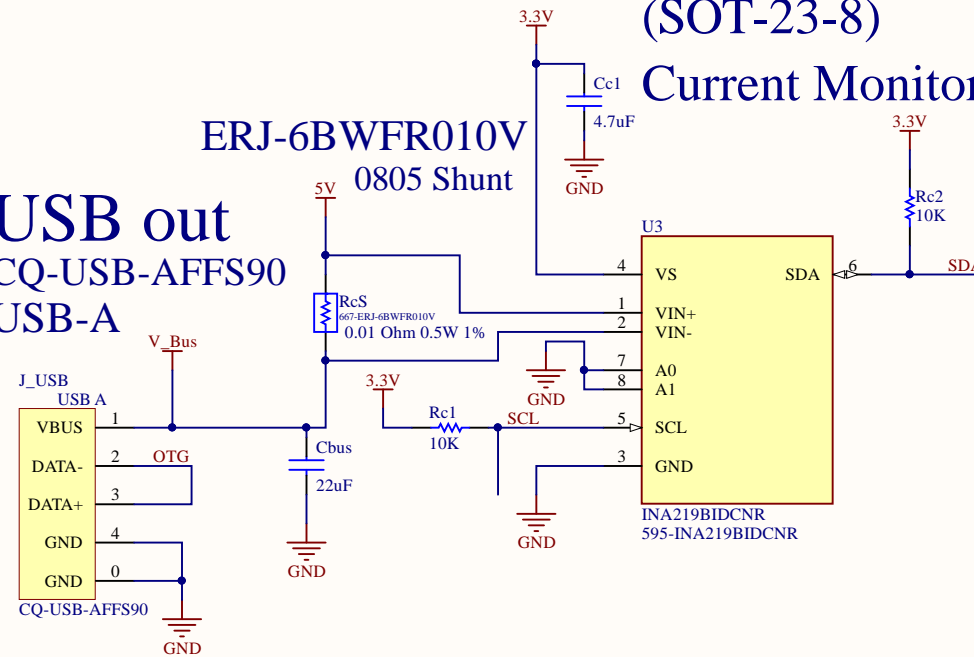 (SOT-23-8)
Current Monitor
3.3V
Cc1
4.7uF
GND
ERJ-6BWFR010V
0805 Shunt
5V
3.3V
Rc2
10K
USB out
CQ-USB-AFFS90
USB-A
U3
4 VS
SDA 6
SDA
1 VIN+
2 VIN-
7 A0
8 A1
5 SCL
3 GND
INA219BIDCNR
595-INA219BIDCNR
RcS
667-ERJ-6BWFR010V
0.01 Ohm 0.5W 1%
GND
3.3V
Rc1
10K
SCL
GND
V_Bus
J_USB
USB A
VBUS 1
DATA- 2
OTG
DATA+ 3
GND 4
GND 0
CQ-USB-AFFS90
GND
Cbus
22uF
GND